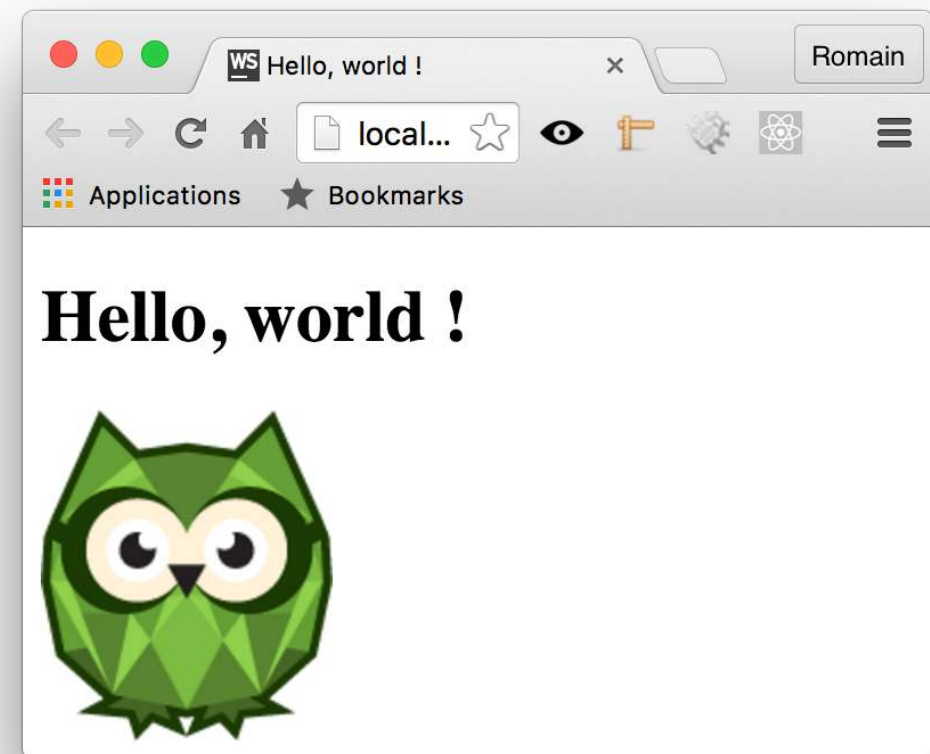 WS Hello, world !
Romain
local...
Applications Bookmarks
Hello, world !